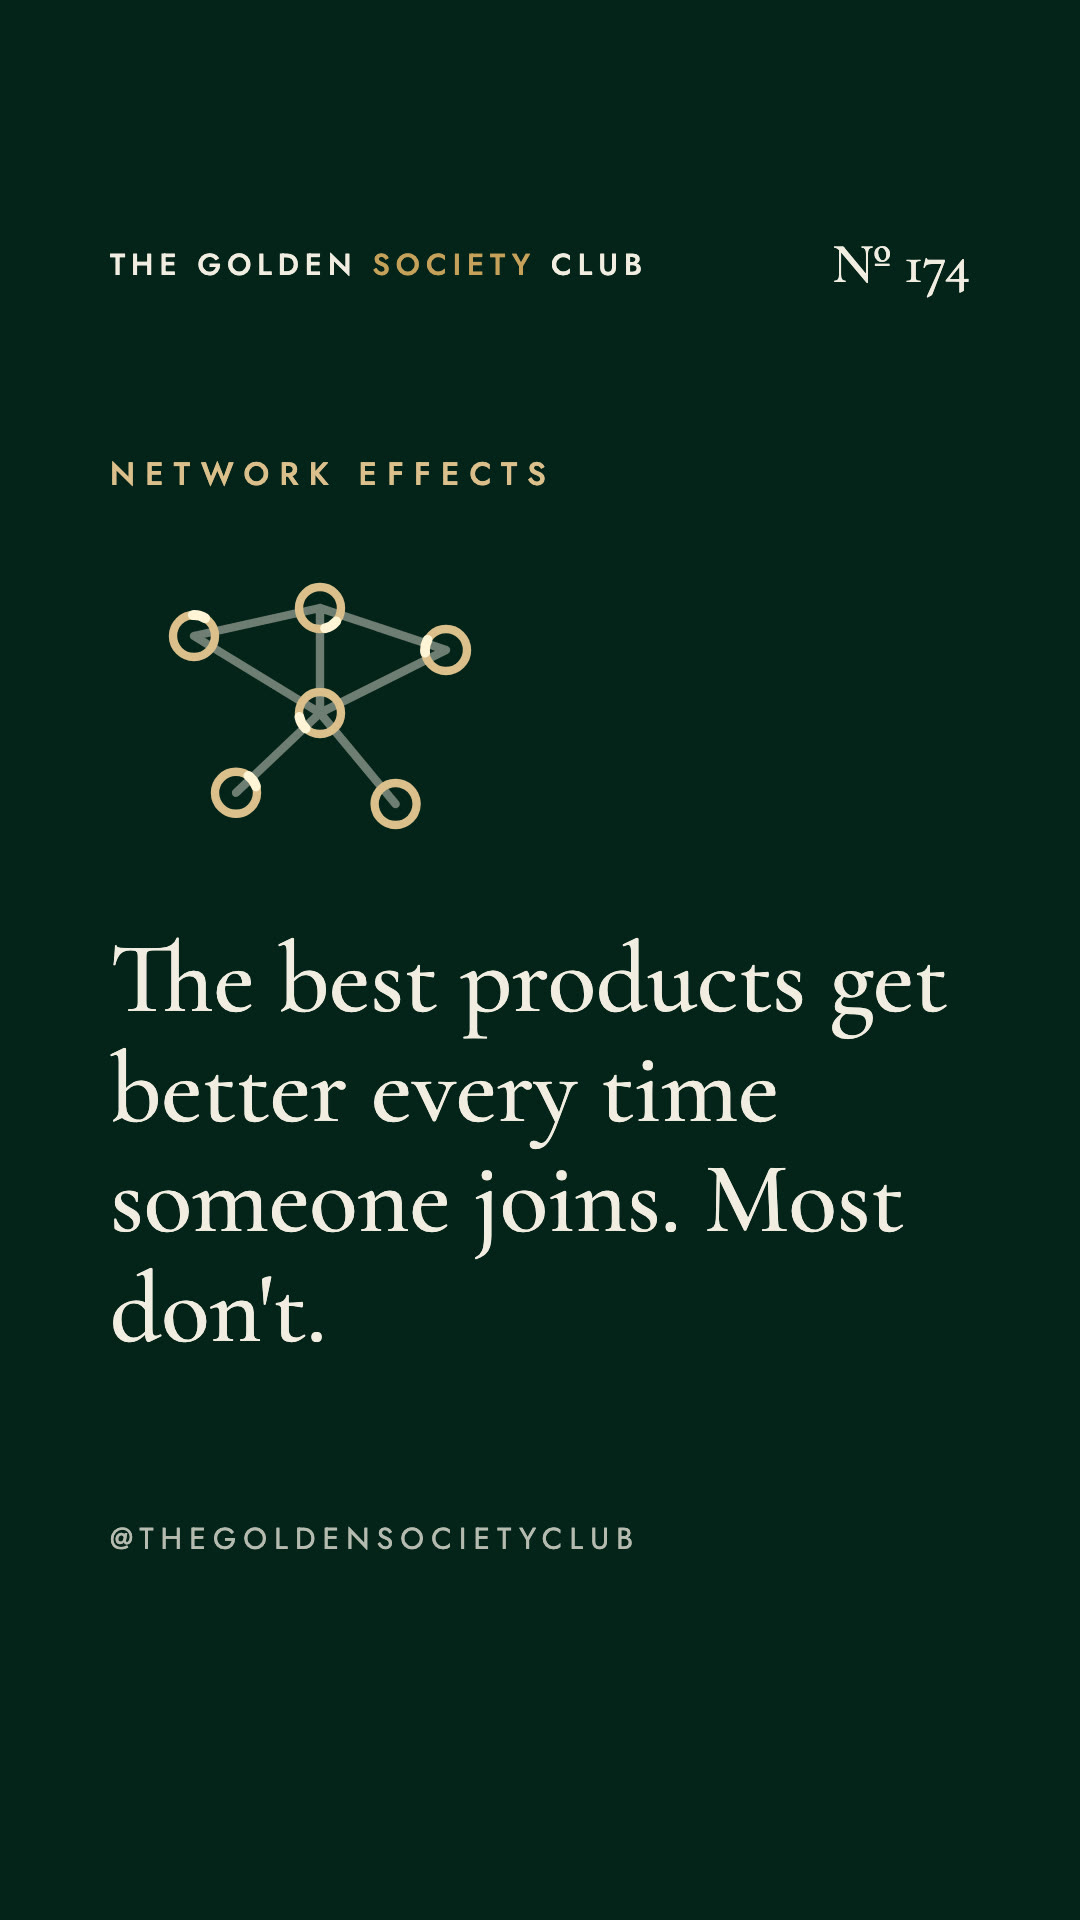 THE GOLDEN SOCIETY CLUB
Nº 174
NETWORK EFFECTS
The best products get
better every time
someone joins. Most
don't.
@THEGOLDENSOCIETYCLUB